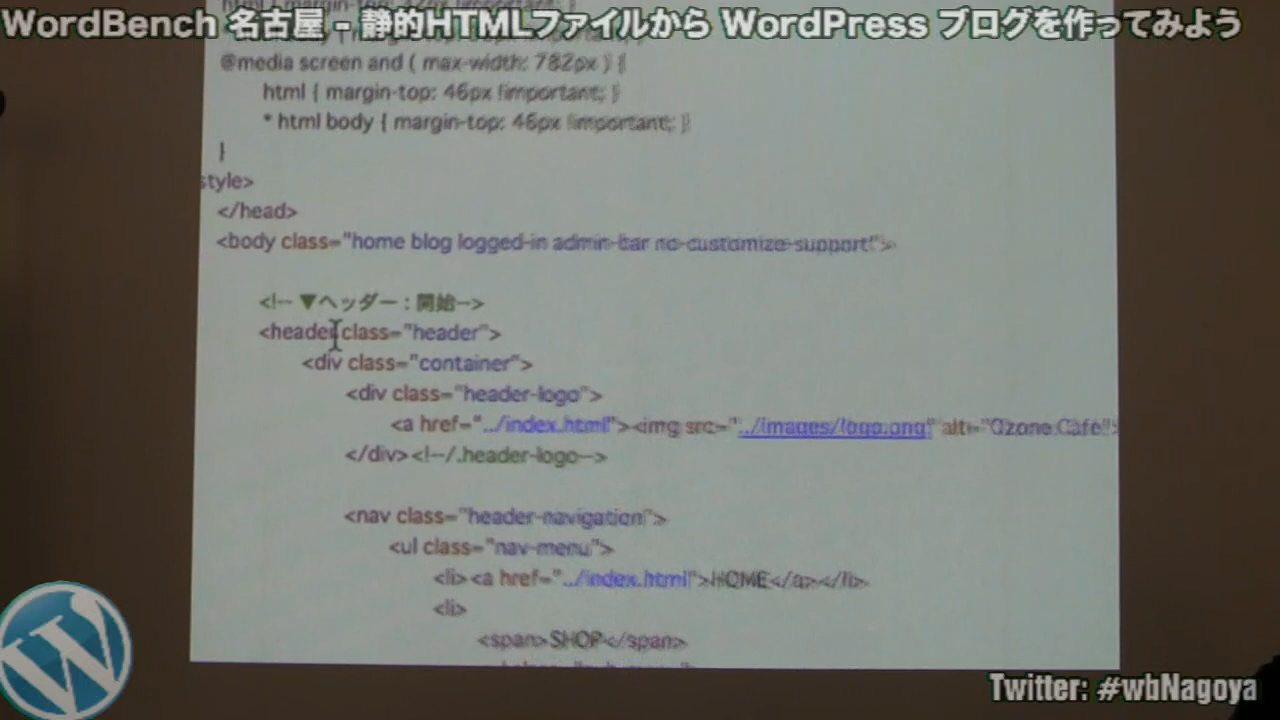 WordBench 名古屋 - 静的HTMLファイルから WordPress ブログを作ってみよう
@media screen and ( max-width: 782px ) {
html { margin-top: 46px !important; }
* html body { margin-top: 46px !important; }
}
style>
</head>
<body class="home blog logged-in admin-bar no-customize-support">
<!-- ▼ヘッダー : 開始-->
<header class="header">
<div class="container">
<div class="header-logo">
<a href="../index.html"><img src="../images/logo.png" alt="Ozone Cafe"
</div><!--/.header-logo-->
<nav class="header-navigation">
<ul class="nav-menu">
<li><a href="../index.html">HOME</a></li>
<li>
<span>SHOP</span>
Twitter: #wbNagoya